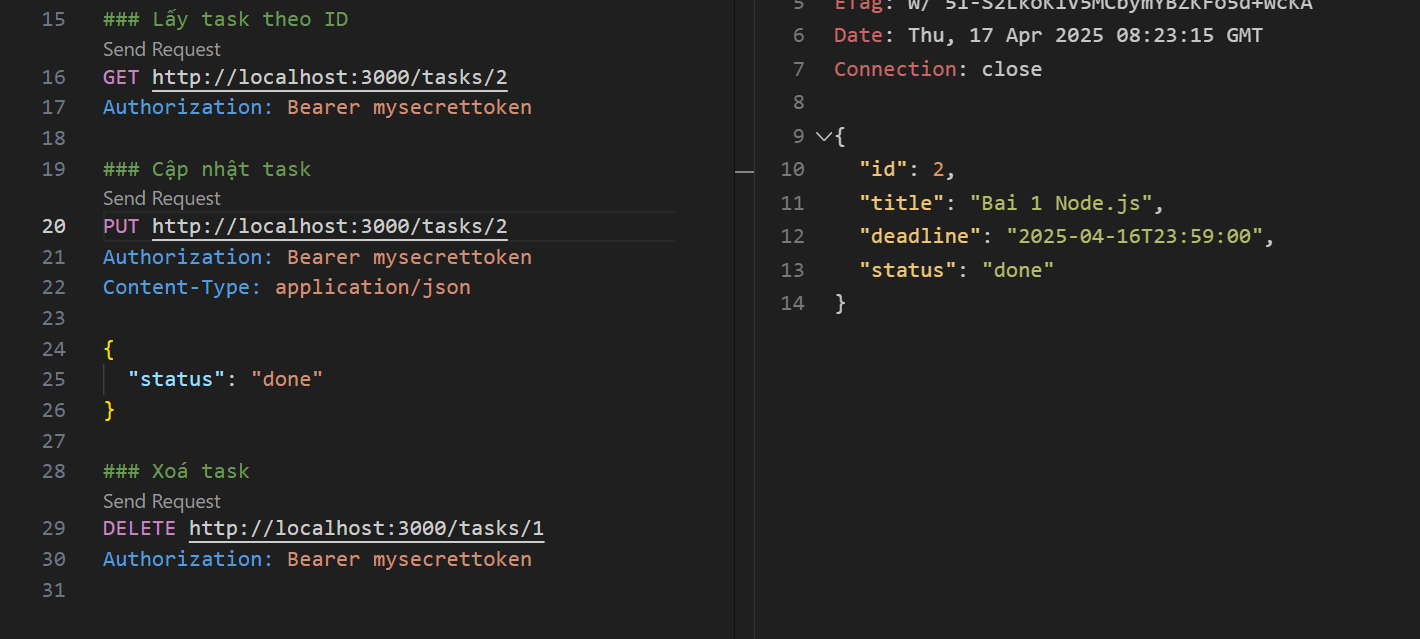 15 ### Lấy task theo ID
Send Request
16 GET http://localhost:3000/tasks/2
17 Authorization: Bearer mysecrettoken
18
19 ### Cập nhật task
Send Request
20 PUT http://localhost:3000/tasks/2
21 Authorization: Bearer mysecrettoken
22 Content-Type: application/json
23
24 {
25 "status": "done"
26 }
27
28 ### Xoá task
Send Request
29 DELETE http://localhost:3000/tasks/1
30 Authorization: Bearer mysecrettoken
31
5 ETag:
6 Date: Thu, 17 Apr 2025 08:23:15 GMT
7 Connection: close
8
9 {
10 "id": 2,
11 "title": "Bai 1 Node.js",
12 "deadline": "2025-04-16T23:59:00",
13 "status": "done"
14 }